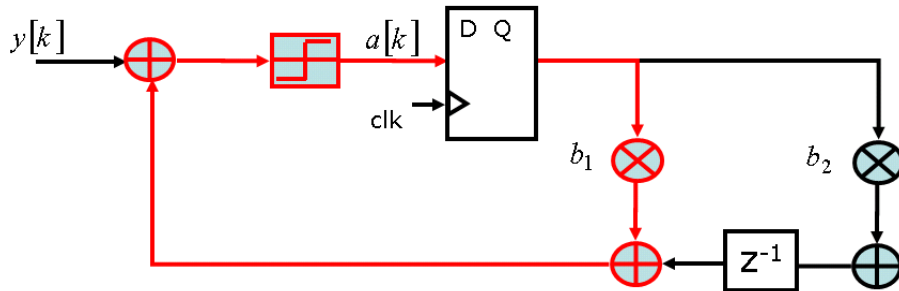 y[k]
a[k]
D Q
clk
b₁
b₂
Z⁻¹